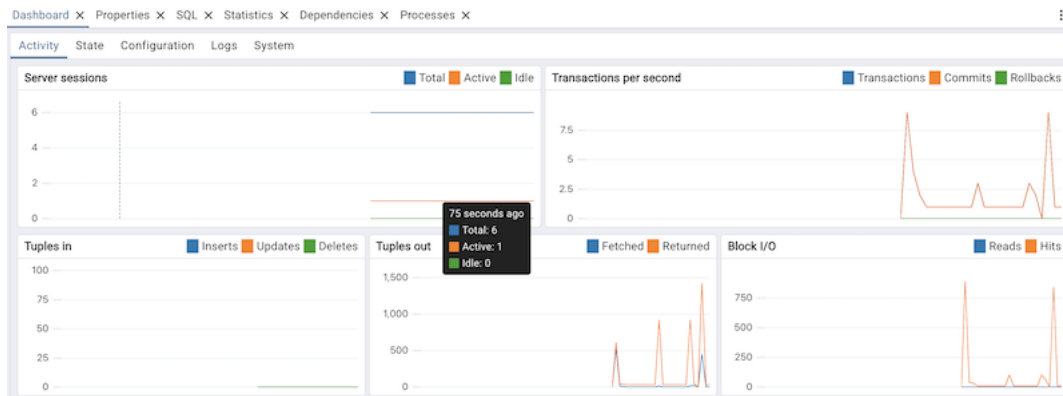 Dashboard Properties SQL Statistics Dependencies Processes
Activity State Configuration Logs System
Server sessions Total Active Idle
6
4
2
0
Transactions per second Transactions Commits Rollbacks
7.5
5
2.5
0
75 seconds ago
Total: 6
Active: 1
Idle: 0
Tuples in Inserts Updates Deletes
100
75
50
25
0
Tuples out Fetched Returned
1,500
1,000
500
0
Block I/O Reads Hits
750
500
250
0